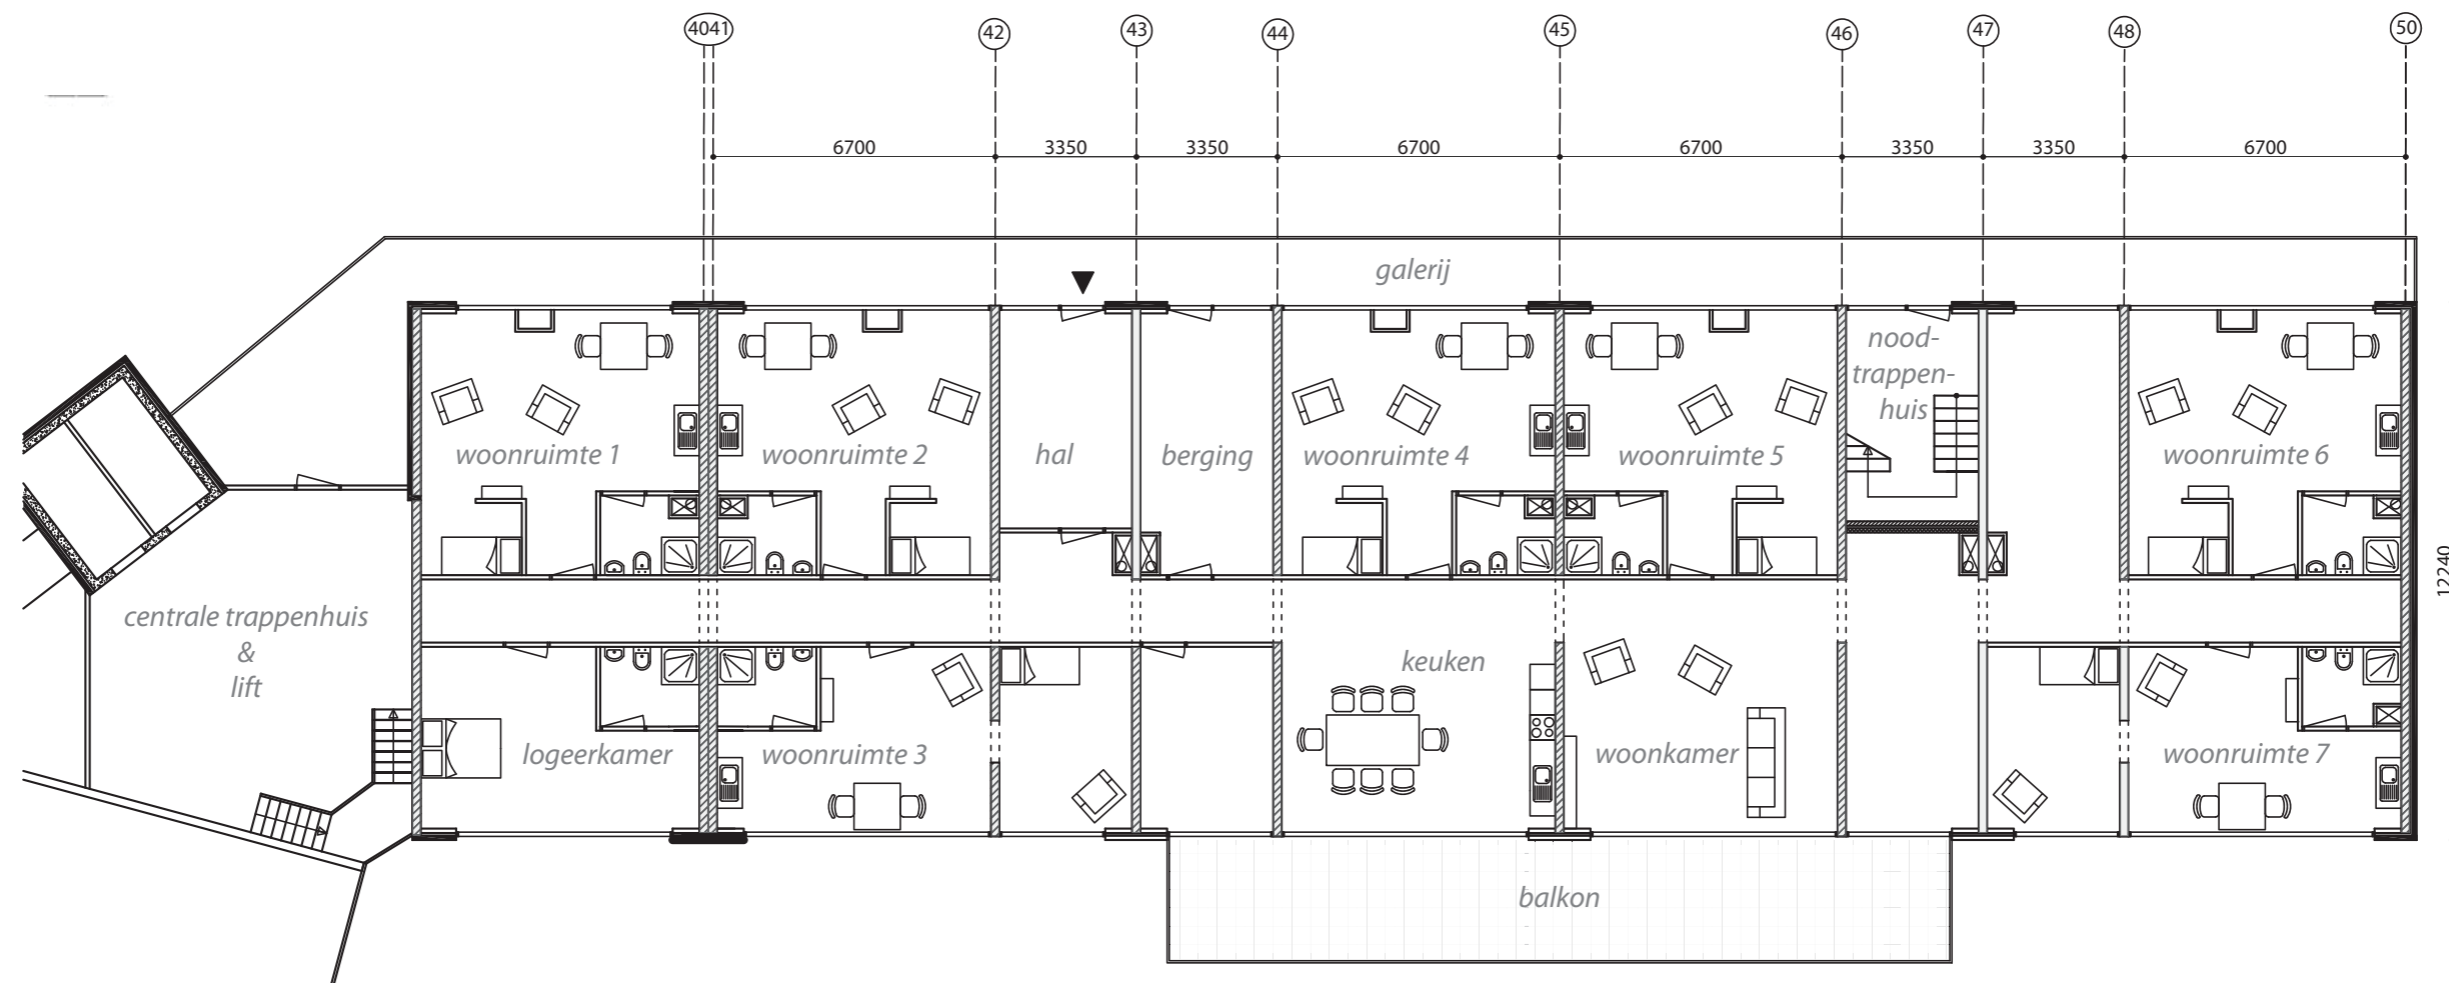 4041
42
43
44
45
46
47
48
50
6700
3350
3350
6700
6700
3350
3350
6700
galerij
nood-
trappen-
huis
woonruimte 1
woonruimte 2
hal
berging
woonruimte 4
woonruimte 5
woonruimte 6
12240
centrale trappenhuis
&
lift
keuken
logeerkamer
woonruimte 3
woonkamer
woonruimte 7
balkon